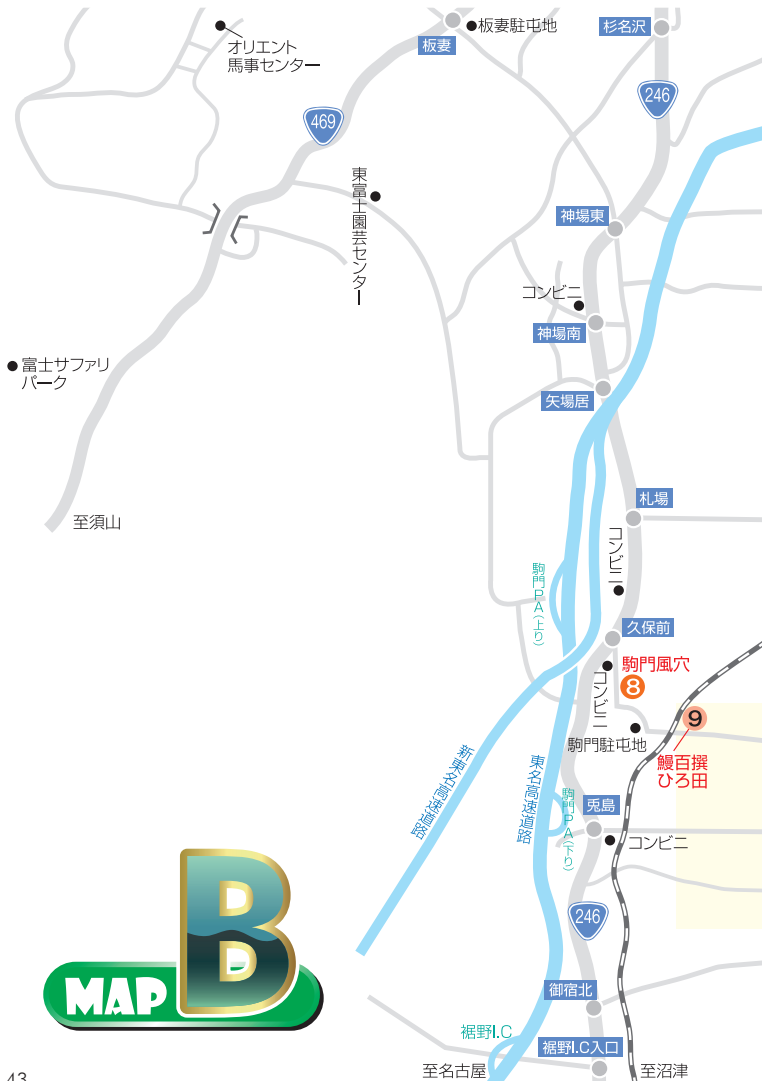 オリエント
馬事センター
板妻
板妻駐屯地
杉名沢
246
469
東富士園芸センター
神場東
コンビニ
神場南
富士サファリ
パーク
矢場居
至須山
札場
コンビニ
駒門PA(上り)
久保前
駒門風穴
8
コンビニ
9
駒門駐屯地
鰻百撰
ひろ田
新東名高速道路
東名高速道路
駒門PA(下り)
兎島
コンビニ
246
MAP B
御宿北
裾野I.C
裾野I.C入口
至名古屋
至沼津
43